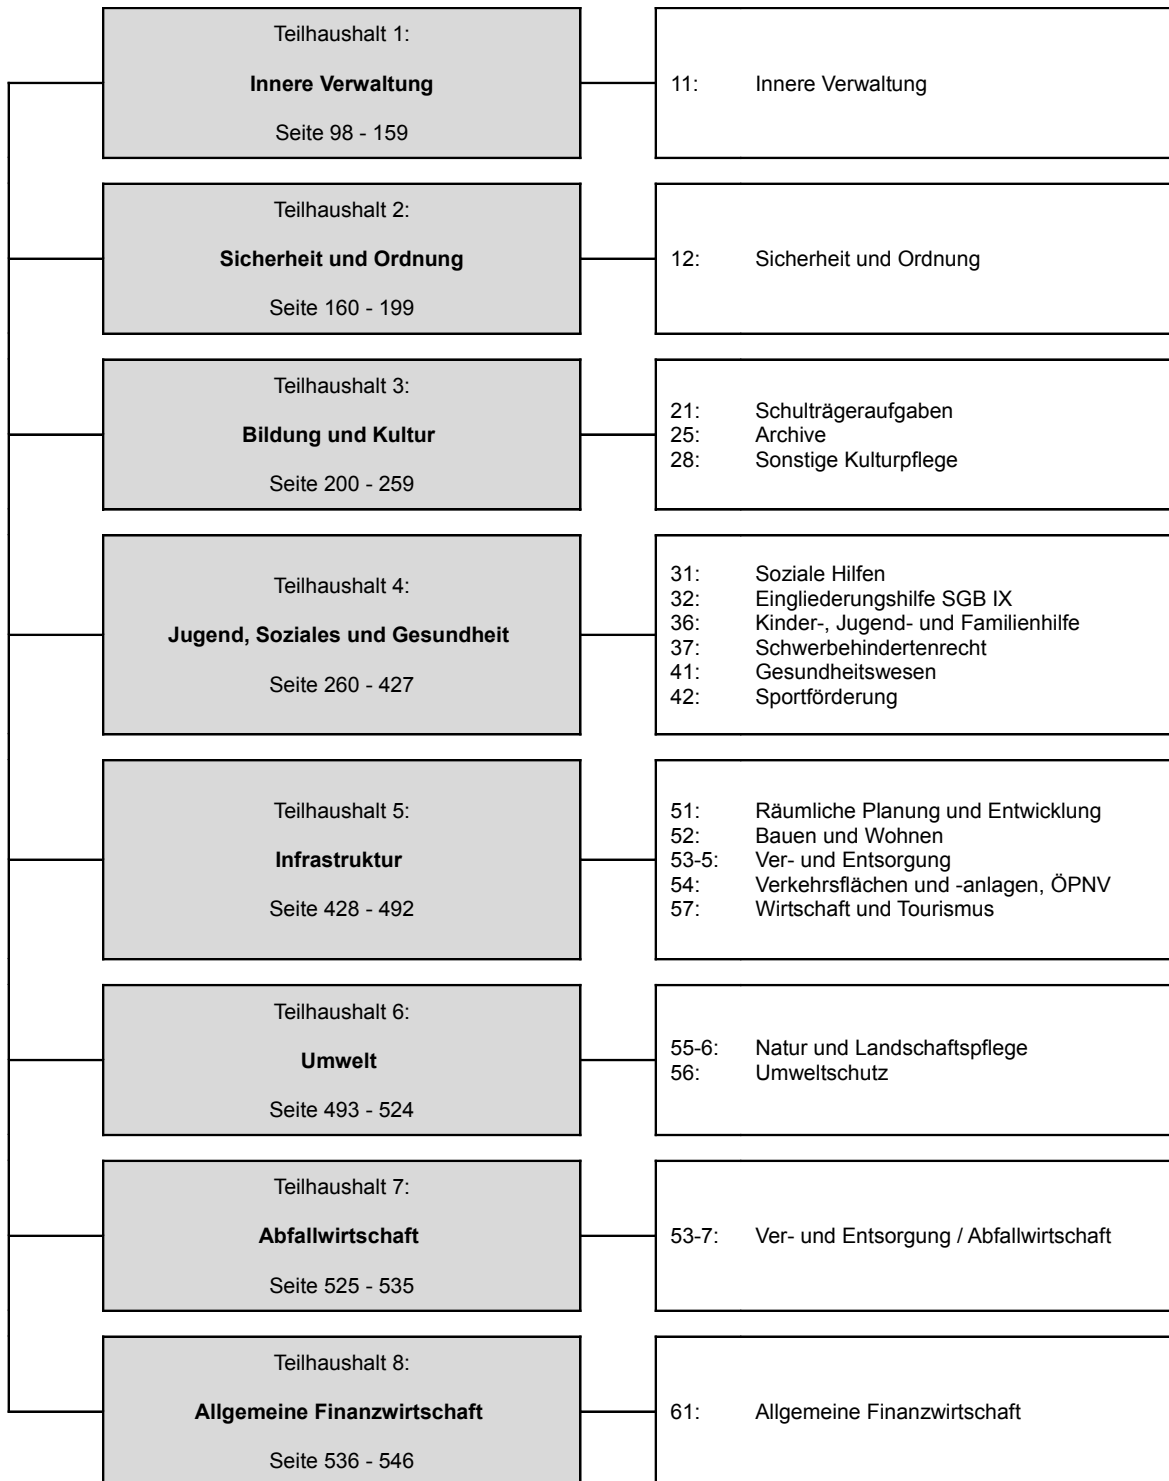 Teilhaushalt 1:
Innere Verwaltung
Seite 98 - 159
11: Innere Verwaltung
Teilhaushalt 2:
Sicherheit und Ordnung
Seite 160 - 199
12: Sicherheit und Ordnung
Teilhaushalt 3:
Bildung und Kultur
Seite 200 - 259
21: Schulträgeraufgaben
25: Archive
28: Sonstige Kulturpflege
Teilhaushalt 4:
Jugend, Soziales und Gesundheit
Seite 260 - 427
31: Soziale Hilfen
32: Eingliederungshilfe SGB IX
36: Kinder-, Jugend- und Familienhilfe
37: Schwerbehindertenrecht
41: Gesundheitswesen
42: Sportförderung
Teilhaushalt 5:
Infrastruktur
Seite 428 - 492
51: Räumliche Planung und Entwicklung
52: Bauen und Wohnen
53-5: Ver- und Entsorgung
54: Verkehrsflächen und -anlagen, ÖPNV
57: Wirtschaft und Tourismus
Teilhaushalt 6:
Umwelt
Seite 493 - 524
55-6: Natur und Landschaftspflege
56: Umweltschutz
Teilhaushalt 7:
Abfallwirtschaft
Seite 525 - 535
53-7: Ver- und Entsorgung / Abfallwirtschaft
Teilhaushalt 8:
Allgemeine Finanzwirtschaft
Seite 536 - 546
61: Allgemeine Finanzwirtschaft